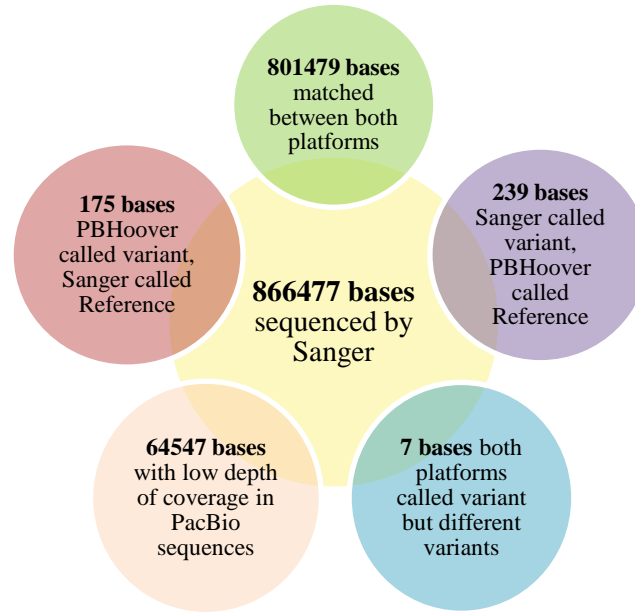 801479 bases
matched
between both
platforms
175 bases
PBHoover
called variant,
Sanger called
Reference
239 bases
Sanger called
variant,
PBHoover
called
Reference
866477 bases
sequenced by
Sanger
64547 bases
with low depth
of coverage in
PacBio
sequences
7 bases both
platforms
called variant
but different
variants